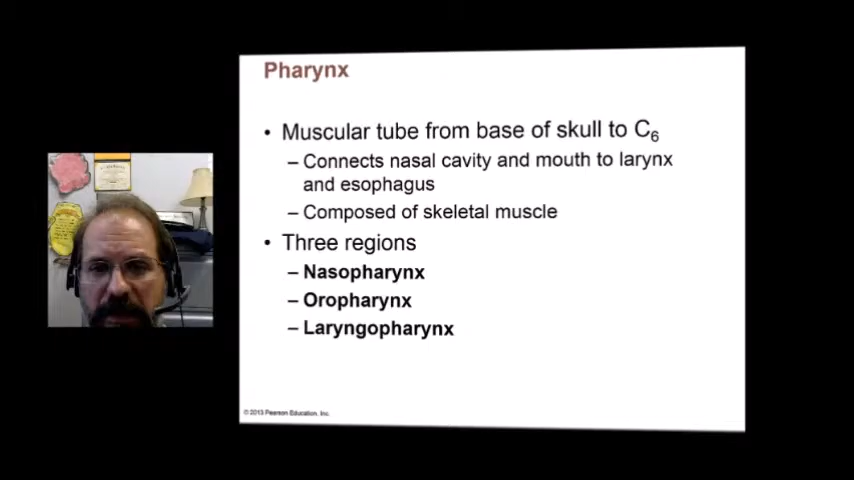 Pharynx
• Muscular tube from base of skull to C₆
– Connects nasal cavity and mouth to larynx
and esophagus
– Composed of skeletal muscle
• Three regions
– Nasopharynx
– Oropharynx
– Laryngopharynx
© 2013 Pearson Education, Inc.